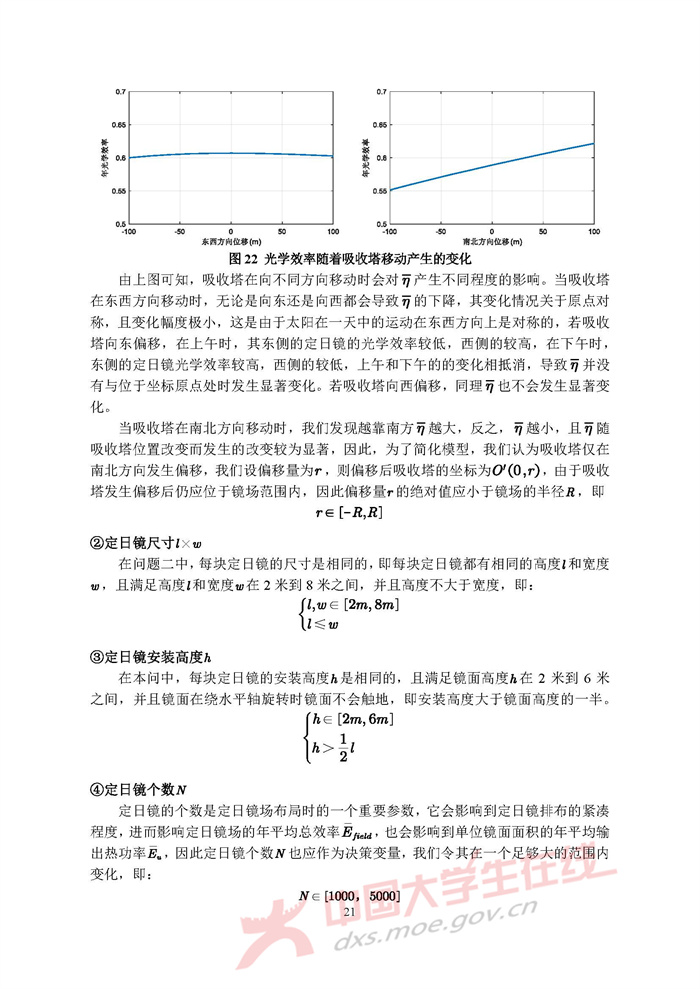 0.7
0.65
0.6
0.55
0.5
-100 -50 0 50 100
年光学效率
东西方向位移(m)
0.7
0.65
0.6
0.55
0.5
-100 -50 0 50 100
年光学效率
南北方向位移(m)
图 22 光学效率随着吸收塔移动产生的变化
由上图可知，吸收塔在向不同方向移动时会对 η̅ 产生不同程度的影响。当吸收塔
在东西方向移动时，无论是向东还是向西都会导致 η̅ 的下降，其变化情况关于原点对
称，且变化幅度极小，这是由于太阳在一天中的运动在东西方向上是对称的，若吸收
塔向东偏移，在上午时，其东侧的定日镜的光学效率较低，西侧的较高，在下午时，
东侧的定日镜光学效率较高，西侧的较低，上午和下午的的变化相抵消，导致 η̅ 并没
有与位于坐标原点处时发生显著变化。若吸收塔向西偏移，同理 η̅ 也不会发生显著变
化。
当吸收塔在南北方向移动时，我们发现越靠南方 η̅ 越大，反之， η̅ 越小，且 η̅ 随
吸收塔位置改变而发生的改变较为显著，因此，为了简化模型，我们认为吸收塔仅在
南北方向发生偏移，我们设偏移量为 r ，则偏移后吸收塔的坐标为 O′(0,r)，由于吸收
塔发生偏移后仍应位于镜场范围内，因此偏移量 r 的绝对值应小于镜场的半径 R ，即
r∈[-R,R]
②定日镜尺寸 l×w
在问题二中，每块定日镜的尺寸是相同的，即每块定日镜都有相同的高度 l 和宽度
w ，且满足高度 l 和宽度 w 在 2 米到 8 米之间，并且高度不大于宽度，即：
{l,w∈[2m,8m]
l⩽w
③定日镜安装高度 h
在本问中，每块定日镜的安装高度 h 是相同的，且满足镜面高度 h 在 2 米到 6 米
之间，并且镜面在绕水平轴旋转时镜面不会触地，即安装高度大于镜面高度的一半。
{h∈[2m,6m]
h>1/2 l
④定日镜个数 N
定日镜的个数是定日镜场布局时的一个重要参数，它会影响到定日镜排布的紧凑
程度，进而影响定日镜场的年平均总效率 E̅field，也会影响到单位镜面面积的年平均输
出热功率 E̅u，因此定日镜个数 N 也应作为决策变量，我们令其在一个足够大的范围内
变化，即：
N∈[1000，5000]
21
中国大学生在线
dxs.moe.gov.cn